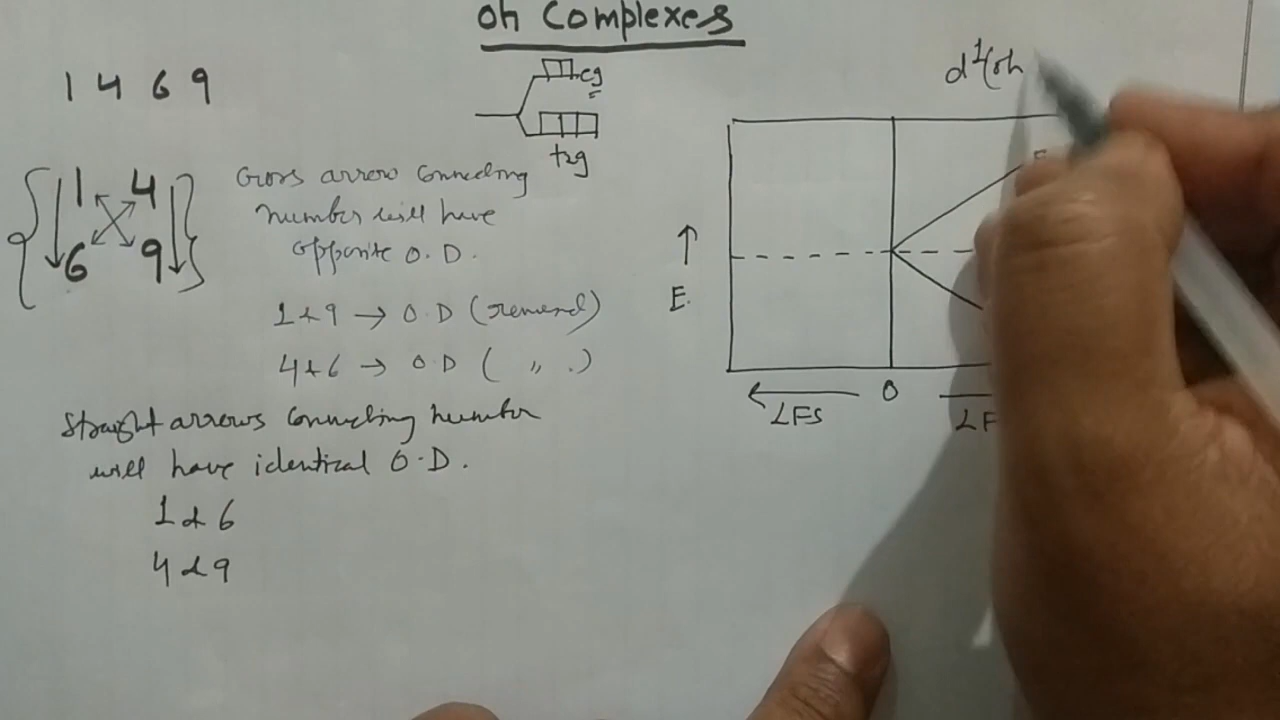 Oh Complexes
1 4 6 9
eg
t2g
1 4
6 9
Cross arrow connecting
number will have
opposite O.D.
1 & 9 → O.D (reversed)
4 & 6 → O.D ( ,, .)
Straight arrows connecting number
will have identical O.D.
1 & 6
4 & 9
d1(oh
E
↑
E.
0
LFS
LF